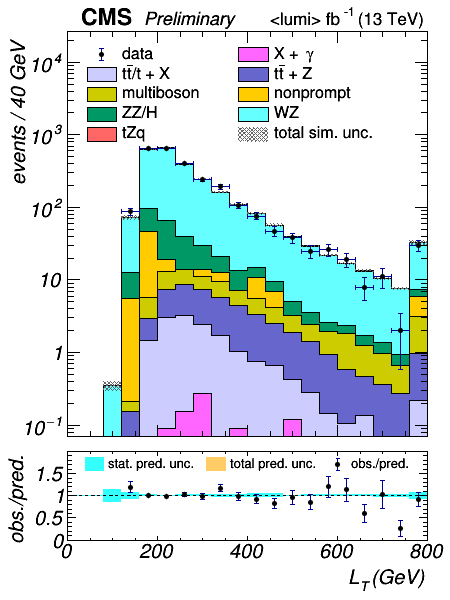 CMS Preliminary <lumi> fb⁻¹ (13 TeV)
events / 40 GeV
data
X + γ
tt̄/t + X
tt̄ + Z
multiboson
nonprompt
ZZ/H
WZ
tZq
total sim. unc.
10⁴
10³
10²
10
1
10⁻¹
obs./pred.
stat. pred. unc.
total pred. unc.
obs./pred.
1.5
1
0.5
0
0 200 400 600 800
L_T(GeV)